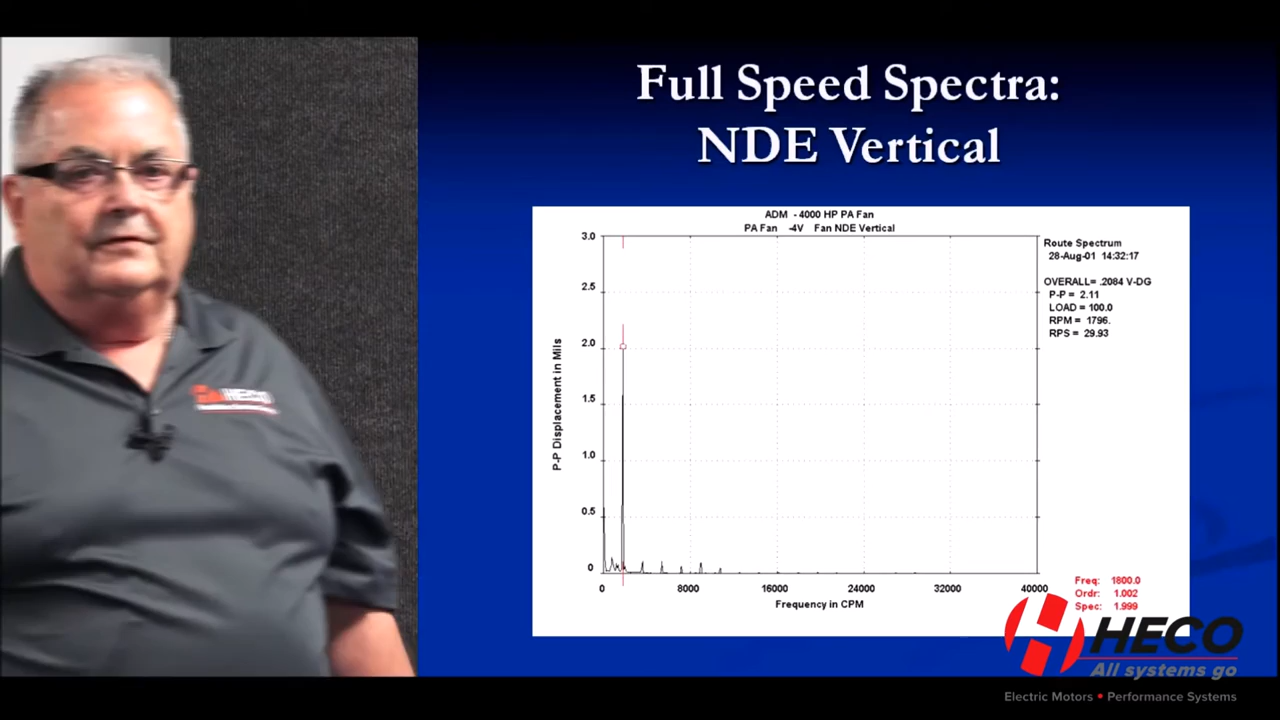 Full Speed Spectra:
NDE Vertical
ADM - 4000 HP PA Fan
PA Fan -4V Fan NDE Vertical
Route Spectrum
28-Aug-01 14:32:17
OVERALL= .2084 V-DG
P-P = 2.11
LOAD = 100.0
RPM = 1796.
RPS = 29.93
P-P Displacement in Mils
3.0
2.5
2.0
1.5
1.0
0.5
0
0 8000 16000 24000 32000 40000
Frequency in CPM
Freq: 1800.0
Ordr: 1.002
Spec: 1.999
HECO
HECO
All systems go
Electric Motors • Performance Systems